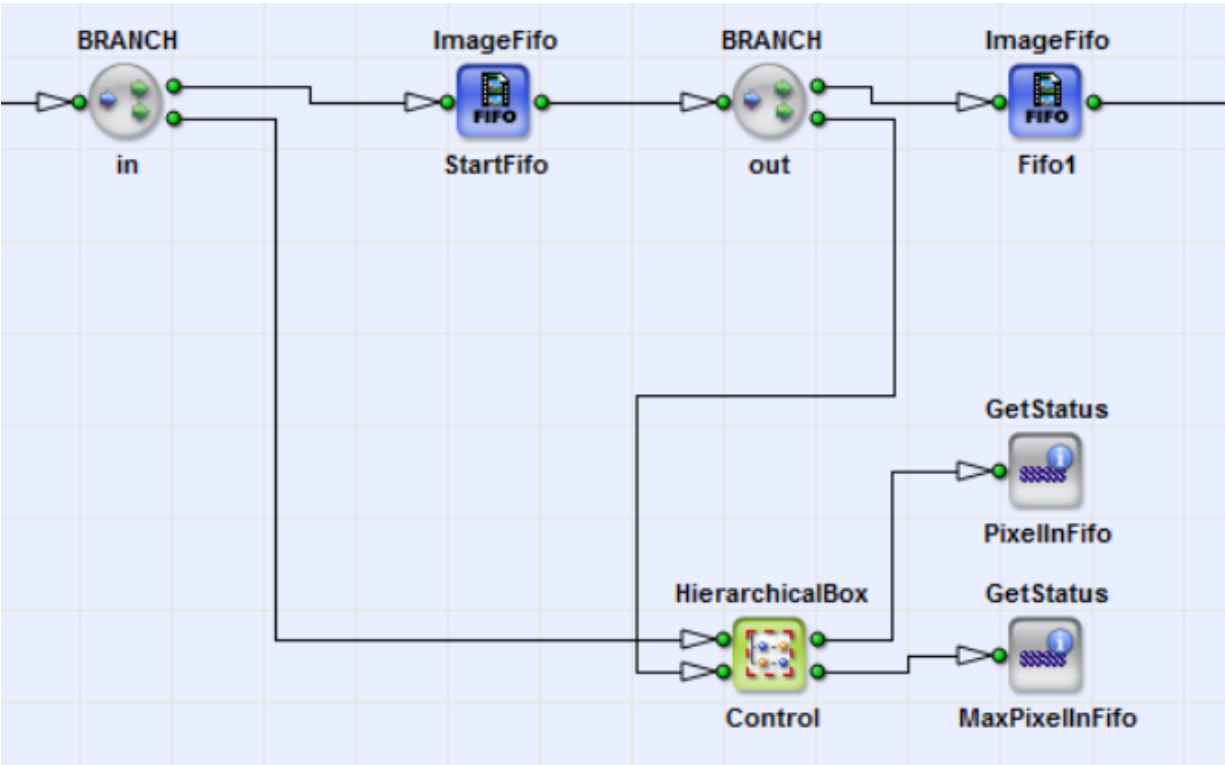 BRANCH
ImageFifo
BRANCH
ImageFifo
FIFO
FIFO
in
StartFifo
out
Fifo1
GetStatus
PixelInFifo
HierarchicalBox
GetStatus
Control
MaxPixelInFifo